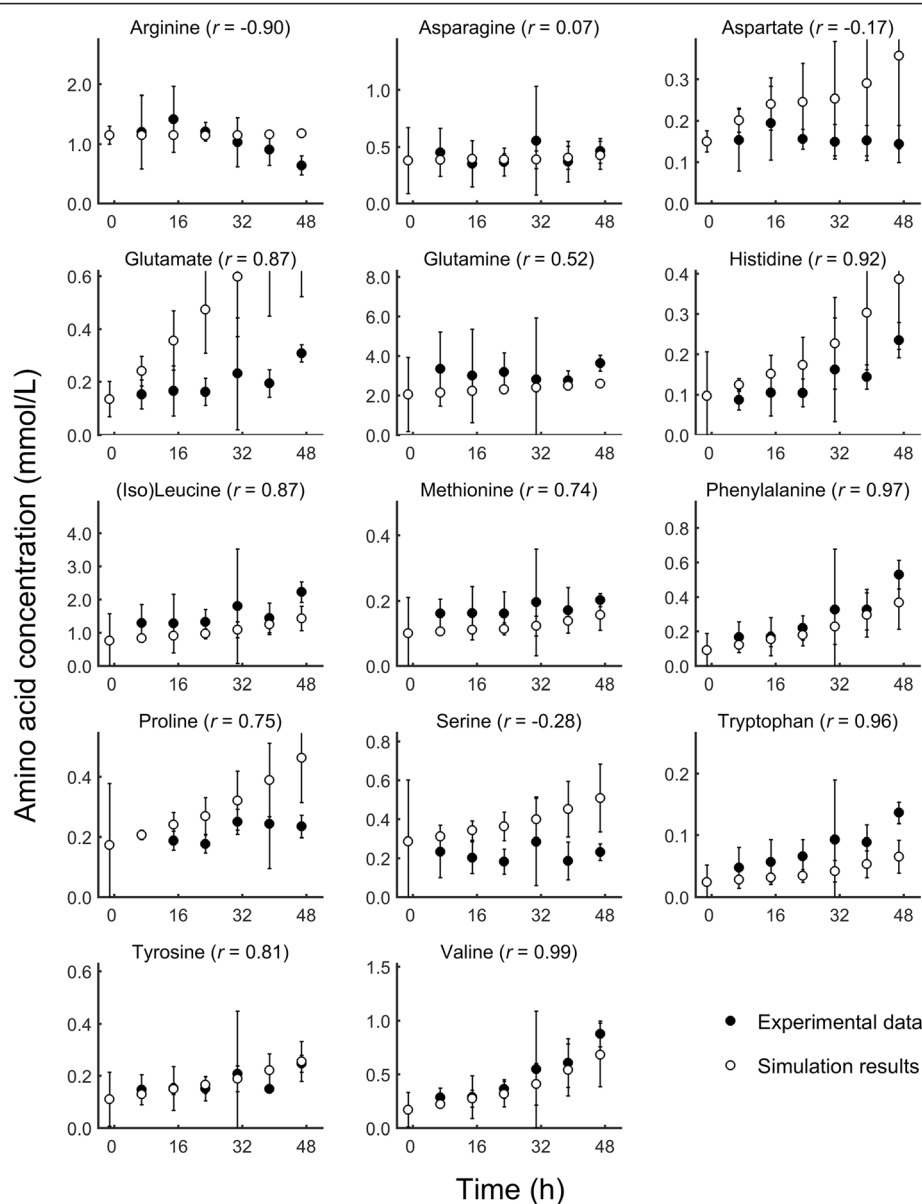 Arginine (r = -0.90)
Asparagine (r = 0.07)
Aspartate (r = -0.17)
2.0
1.0
0.0
0 16 32 48
1.0
0.5
0.0
0 16 32 48
0.3
0.2
0.1
0.0
0 16 32 48
Glutamate (r = 0.87)
Glutamine (r = 0.52)
Histidine (r = 0.92)
0.6
0.4
0.2
0.0
0 16 32 48
8.0
6.0
4.0
2.0
0.0
0 16 32 48
0.4
0.3
0.2
0.1
0.0
0 16 32 48
(Iso)Leucine (r = 0.87)
Methionine (r = 0.74)
Phenylalanine (r = 0.97)
4.0
3.0
2.0
1.0
0.0
0 16 32 48
0.4
0.2
0.0
0 16 32 48
0.8
0.6
0.4
0.2
0.0
0 16 32 48
Proline (r = 0.75)
Serine (r = -0.28)
Tryptophan (r = 0.96)
0.4
0.2
0.0
0 16 32 48
0.8
0.6
0.4
0.2
0.0
0 16 32 48
0.2
0.1
0.0
0 16 32 48
Tyrosine (r = 0.81)
Valine (r = 0.99)
0.6
0.4
0.2
0.0
0 16 32 48
1.5
1.0
0.5
0.0
0 16 32 48
Experimental data
Simulation results
Amino acid concentration (mmol/L)
Time (h)